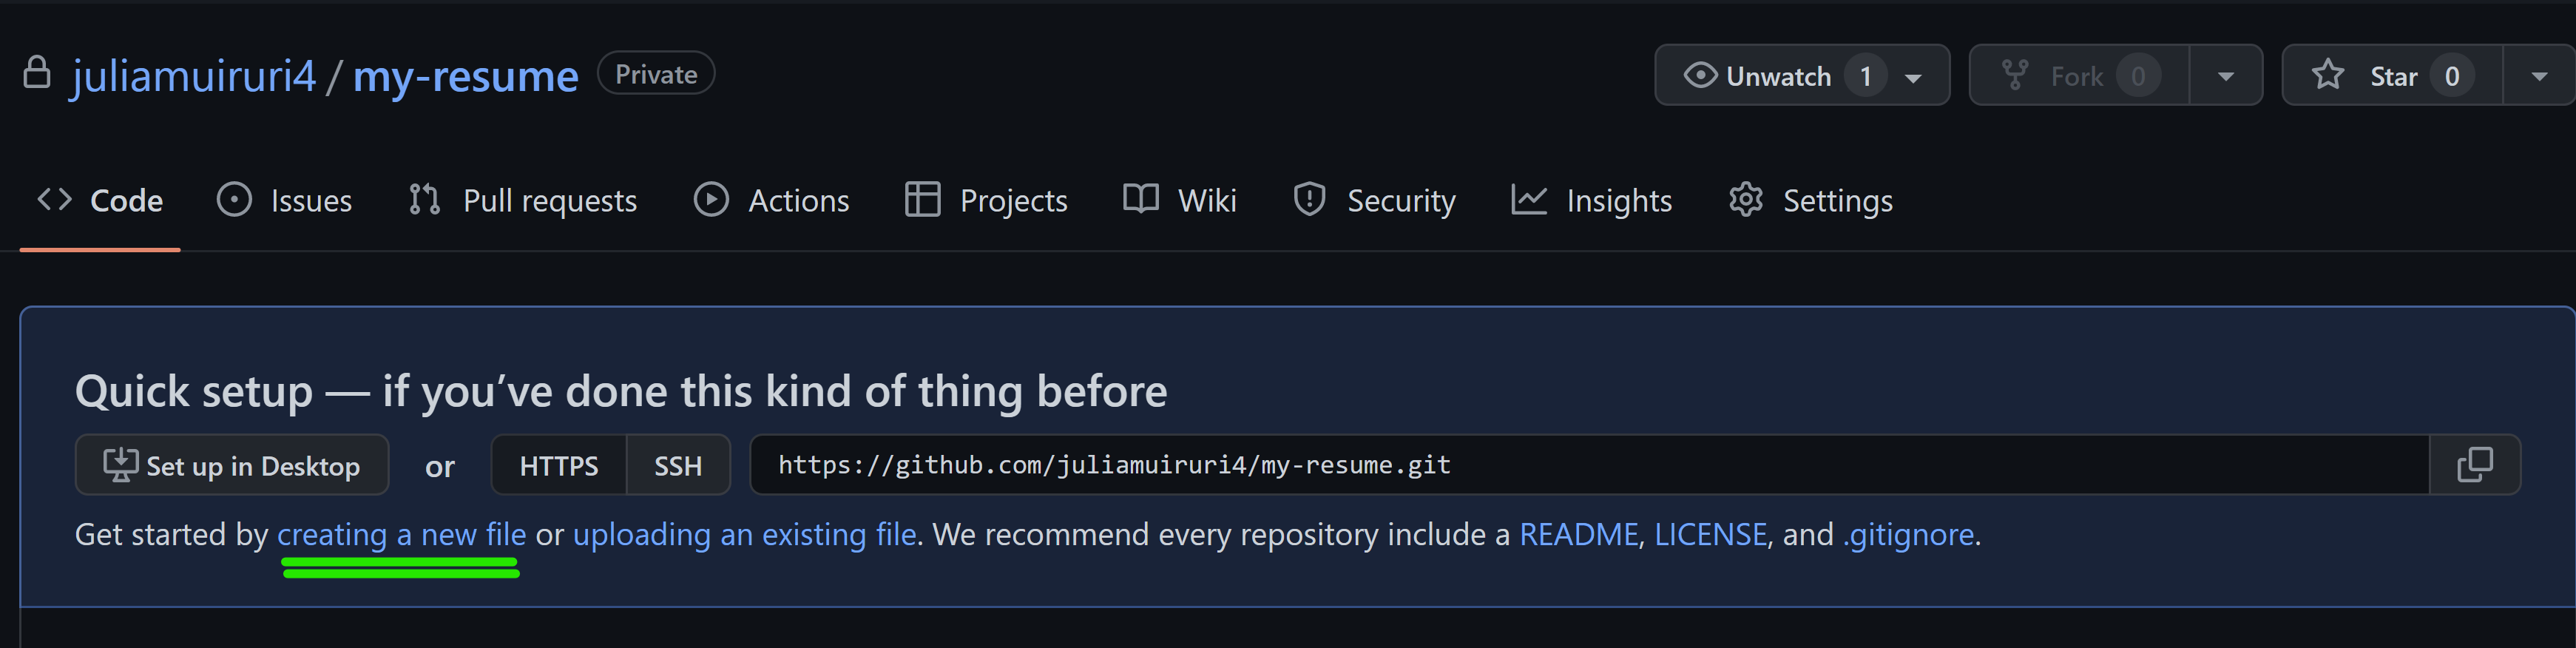 juliamuiruri4 / my-resume Private Unwatch 1 Fork 0 Star 0
Code Issues Pull requests Actions Projects Wiki Security Insights Settings
Quick setup — if you’ve done this kind of thing before
Set up in Desktop or HTTPS SSH https://github.com/juliamuiruri4/my-resume.git
Get started by creating a new file or uploading an existing file. We recommend every repository include a README, LICENSE, and .gitignore.